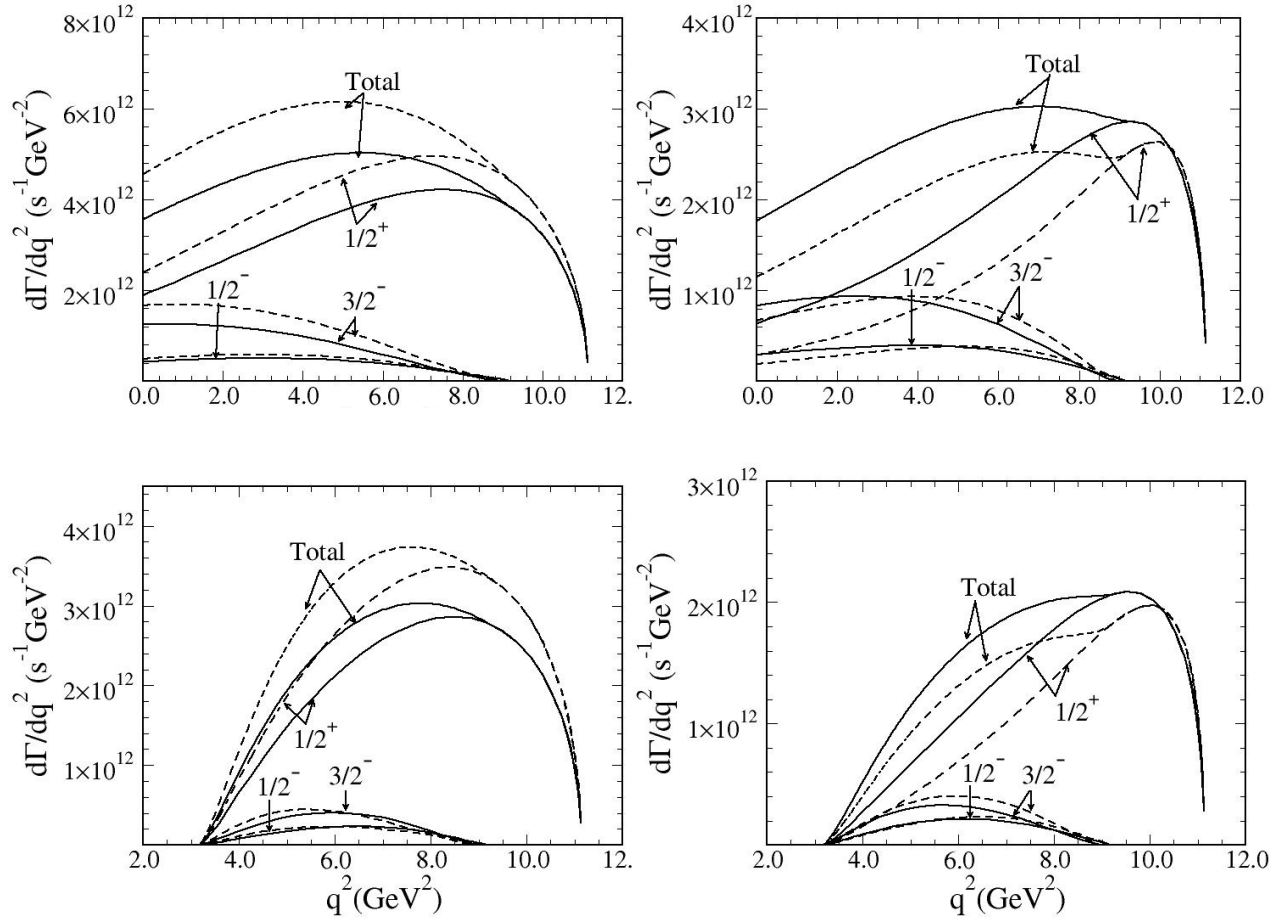 8×10¹²
6×10¹²
4×10¹²
2×10¹²
dΓ/dq² (s⁻¹GeV⁻²)
Total
1/2⁺
1/2⁻
3/2⁻
0.0 2.0 4.0 6.0 8.0 10.0 12.
4×10¹²
3×10¹²
2×10¹²
1×10¹²
dΓ/dq² (s⁻¹GeV⁻²)
Total
1/2⁺
1/2⁻
3/2⁻
0.0 2.0 4.0 6.0 8.0 10.0 12.0
4×10¹²
3×10¹²
2×10¹²
1×10¹²
dΓ/dq² (s⁻¹GeV⁻²)
Total
1/2⁺
1/2⁻
3/2⁻
2.0 4.0 6.0 8.0 10.0 12.
q²(GeV²)
3×10¹²
2×10¹²
1×10¹²
dΓ/dq² (s⁻¹GeV⁻²)
Total
1/2⁺
1/2⁻
3/2⁻
2.0 4.0 6.0 8.0 10.0 12.0
q²(GeV²)